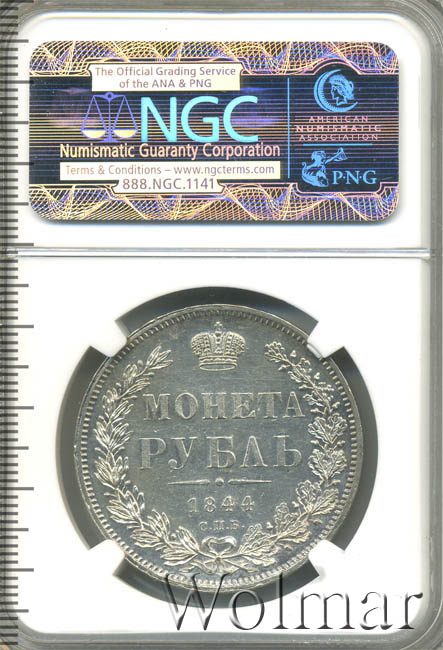 The Official Grading Service
of the ANA & PNG
NGC
Numismatic Guaranty Corporation
Terms & Conditions – www.ngcterms.com
888.NGC.1141
AMERICAN
NUMISMATIC
ASSOCIATION
P·N·G
МОНЕТА
РУБЛЬ
1844
С.П.Б.
Wolmar